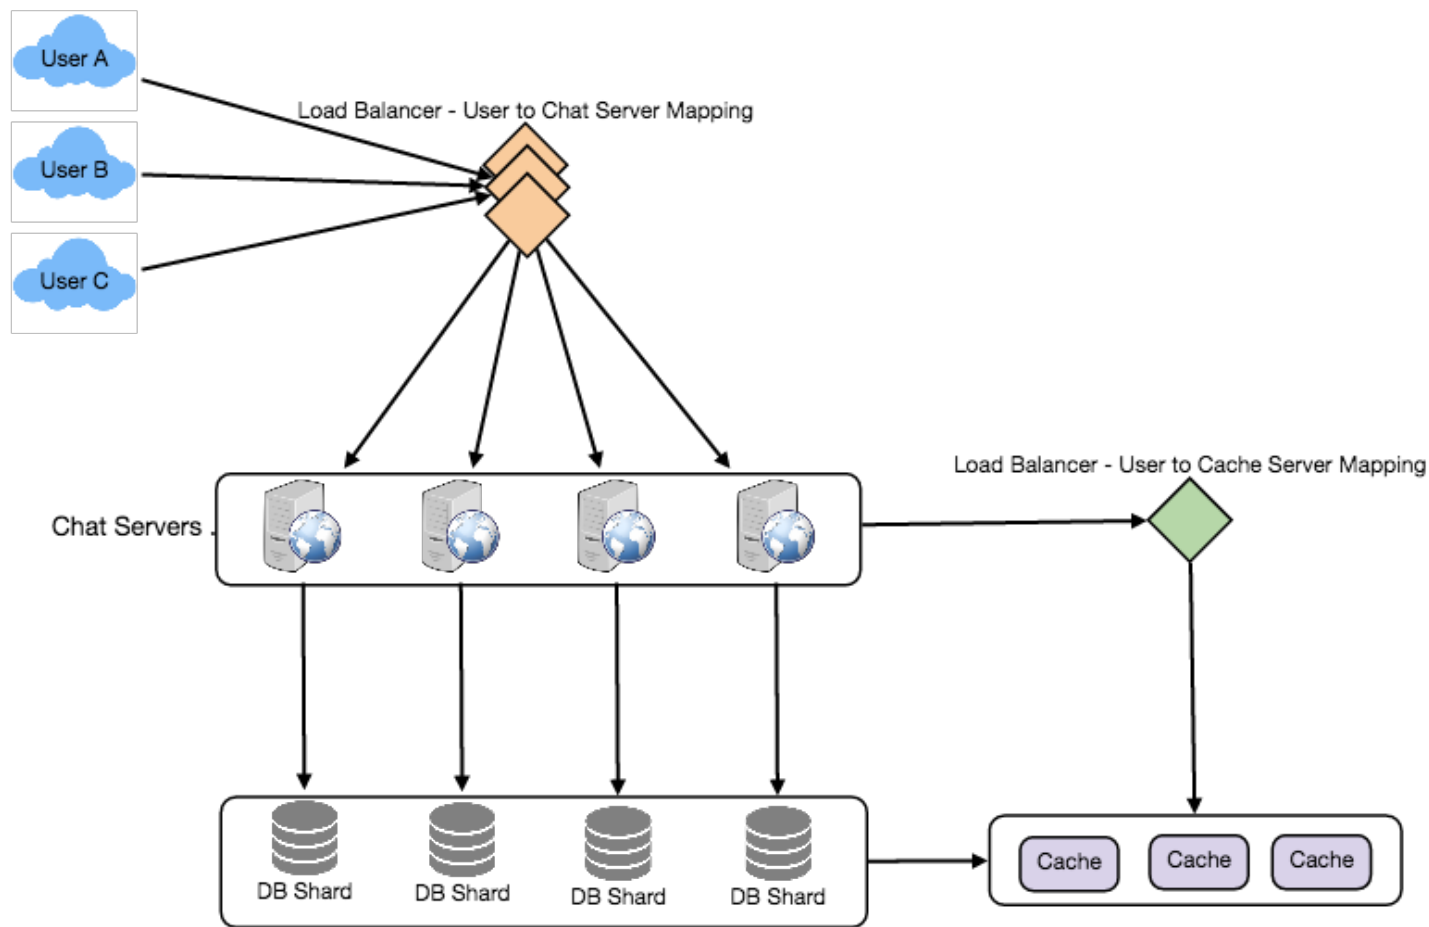 User A
Load Balancer - User to Chat Server Mapping
User B
User C
Load Balancer - User to Cache Server Mapping
Chat Servers
DB Shard
DB Shard
DB Shard
DB Shard
Cache
Cache
Cache